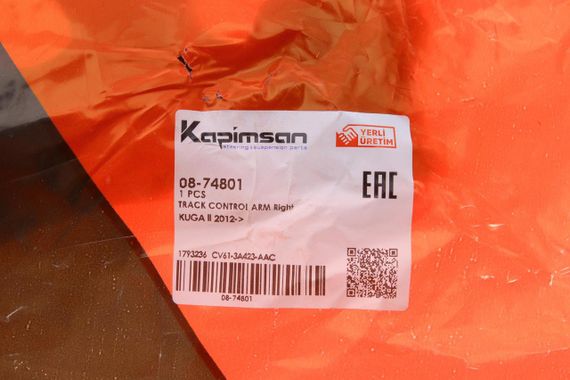 Kapimsan
steering & suspension parts
YERLİ
ÜRETİM
08-74801
1 PCS
TRACK CONTROL ARM Right
KUGA II 2012->
EAC
1793236 CV61-3A423-AAC
08-74801